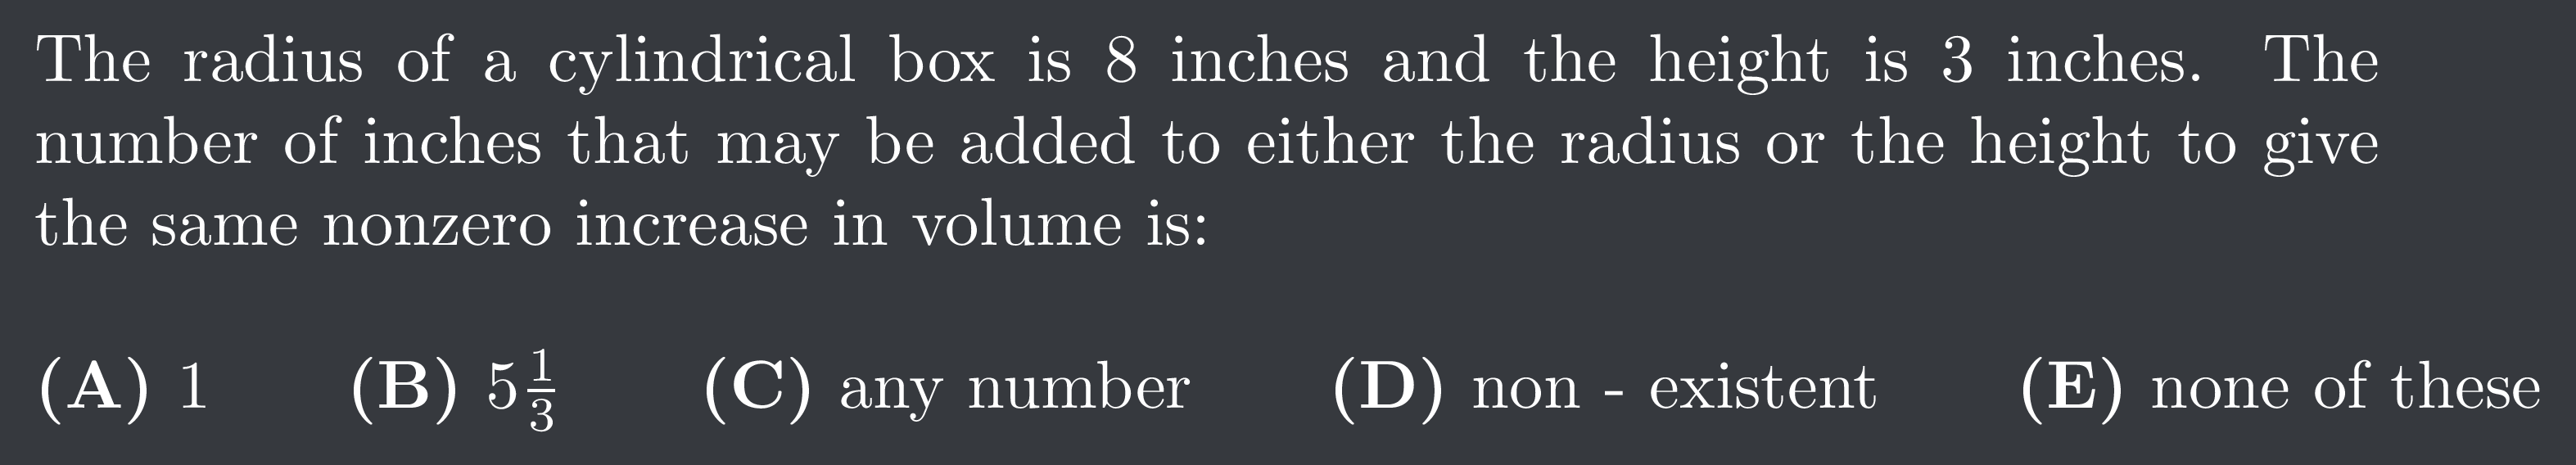 The radius of a cylindrical box is 8 inches and the height is 3 inches. The
number of inches that may be added to either the radius or the height to give
the same nonzero increase in volume is:
(A) 1 (B) 5 1/3 (C) any number (D) non - existent (E) none of these